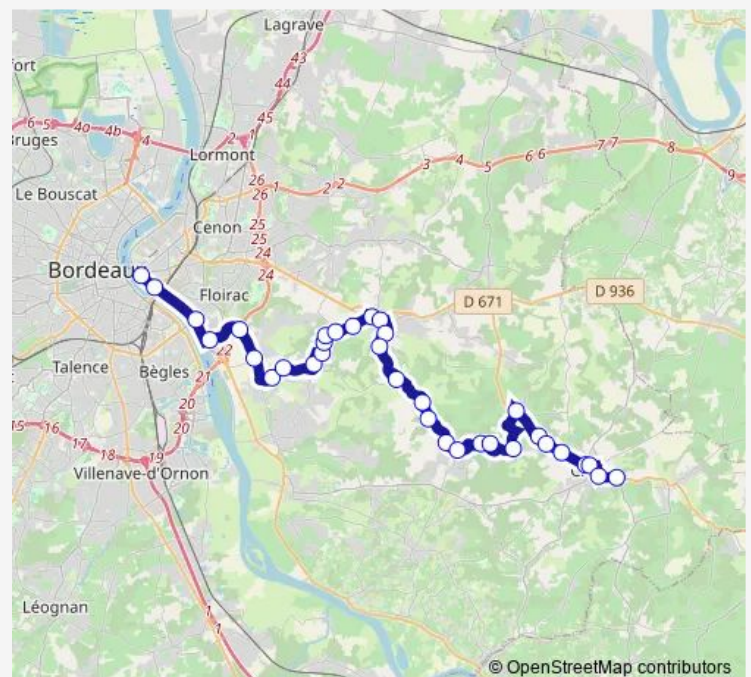 Lagrave
43
44
45
6 5 40 4b 4
2 1
Lormont
Bruges
26 1 2 2 3 4 5 6 6 7 7 8 9
26
Le Bouscat
Cenon
25
25
24
24
Bordeau
Floirac
D 671
D 936
22
Talence
Bègles
21
20
20
15 16 17 18 19
Villenave-d'Ornon
Léognan
1
1
© OpenStreetMap contributors